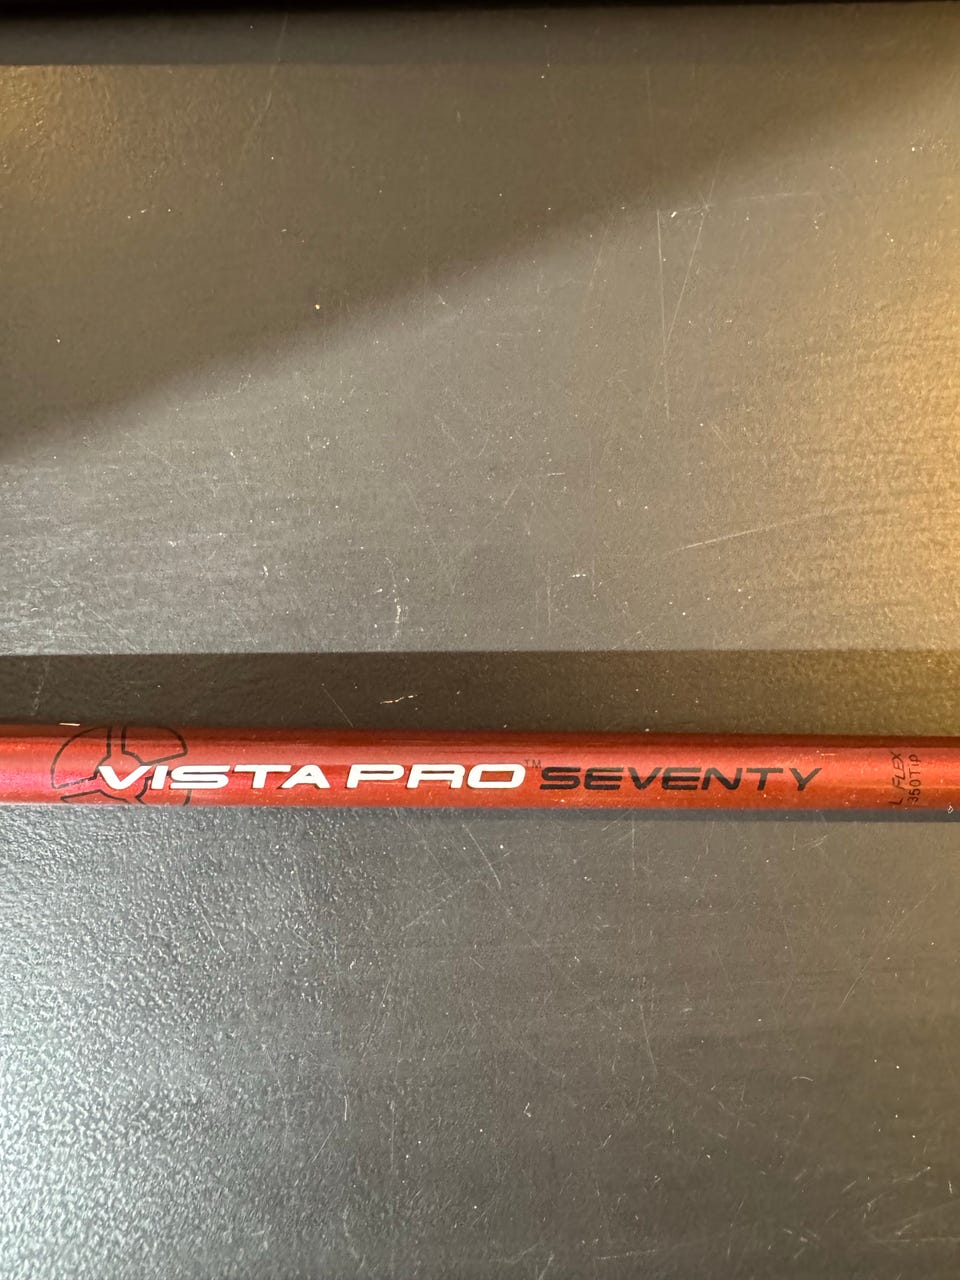 VISTA PRO™ SEVENTY
L FLEX
350TIP